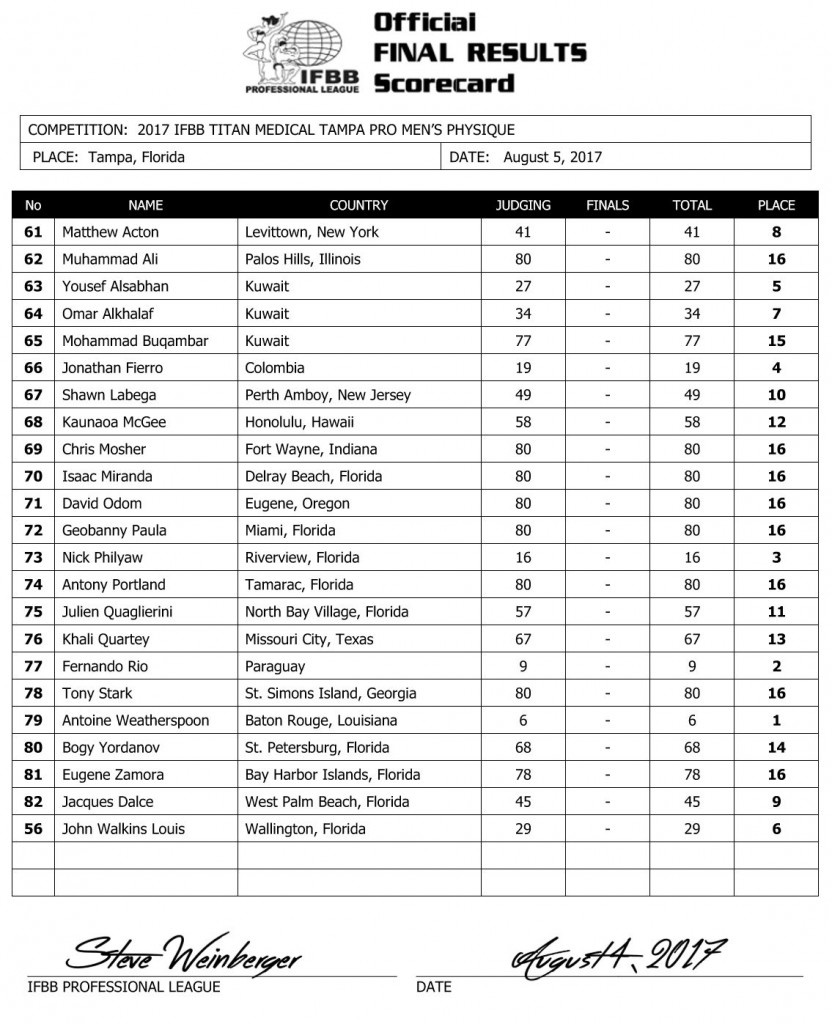 Official
FINAL RESULTS
Scorecard
IFBB
PROFESSIONAL LEAGUE
COMPETITION: 2017 IFBB TITAN MEDICAL TAMPA PRO MEN’S PHYSIQUE
PLACE: Tampa, Florida DATE: August 5, 2017
No NAME COUNTRY JUDGING FINALS TOTAL PLACE
61 Matthew Acton Levittown, New York 41 - 41 8
62 Muhammad Ali Palos Hills, Illinois 80 - 80 16
63 Yousef Alsabhan Kuwait 27 - 27 5
64 Omar Alkhalaf Kuwait 34 - 34 7
65 Mohammad Buqambar Kuwait 77 - 77 15
66 Jonathan Fierro Colombia 19 - 19 4
67 Shawn Labega Perth Amboy, New Jersey 49 - 49 10
68 Kaunaoa McGee Honolulu, Hawaii 58 - 58 12
69 Chris Mosher Fort Wayne, Indiana 80 - 80 16
70 Isaac Miranda Delray Beach, Florida 80 - 80 16
71 David Odom Eugene, Oregon 80 - 80 16
72 Geobanny Paula Miami, Florida 80 - 80 16
73 Nick Philyaw Riverview, Florida 16 - 16 3
74 Antony Portland Tamarac, Florida 80 - 80 16
75 Julien Quaglierini North Bay Village, Florida 57 - 57 11
76 Khali Quartey Missouri City, Texas 67 - 67 13
77 Fernando Rio Paraguay 9 - 9 2
78 Tony Stark St. Simons Island, Georgia 80 - 80 16
79 Antoine Weatherspoon Baton Rouge, Louisiana 6 - 6 1
80 Bogy Yordanov St. Petersburg, Florida 68 - 68 14
81 Eugene Zamora Bay Harbor Islands, Florida 78 - 78 16
82 Jacques Dalce West Palm Beach, Florida 45 - 45 9
56 John Walkins Louis Wallington, Florida 29 - 29 6
Steve Weinberger August 4, 2017
IFBB PROFESSIONAL LEAGUE DATE